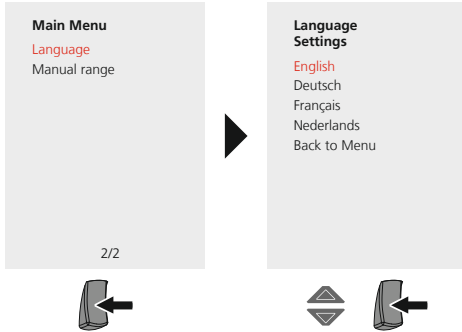 Main Menu
Language
Manual range
2/2
Language
Settings
English
Deutsch
Français
Nederlands
Back to Menu